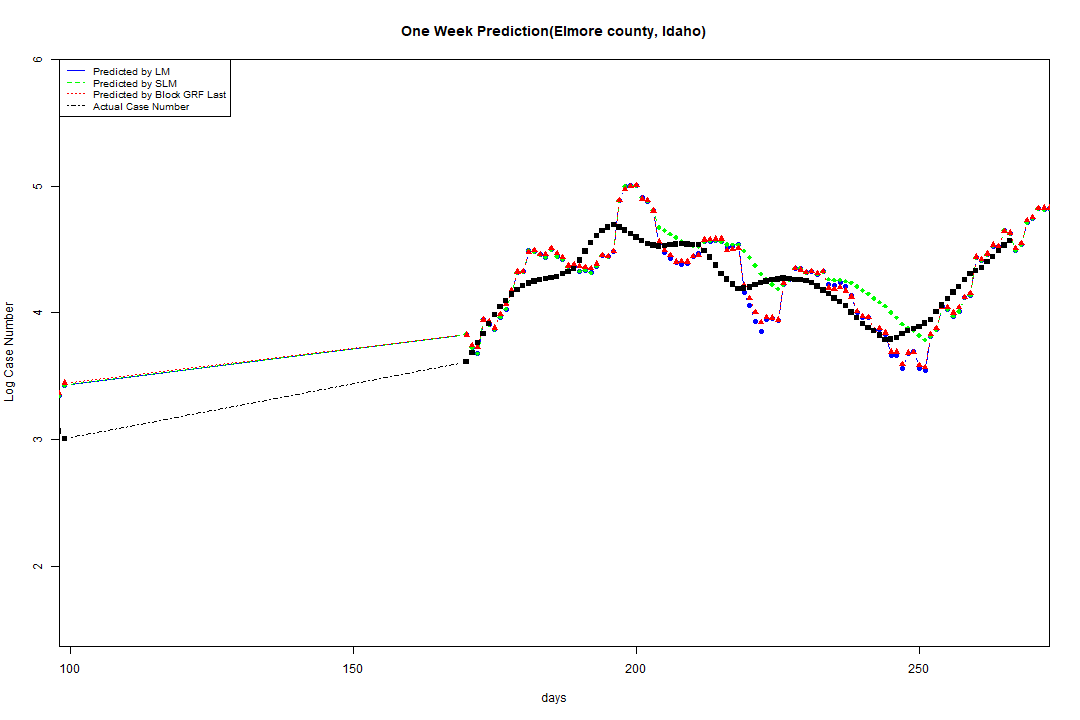 One Week Prediction(Elmore county, Idaho)
Predicted by LM
Predicted by SLM
Predicted by Block GRF Last
Actual Case Number
6
5
4
3
2
Log Case Number
100 150 200 250
days